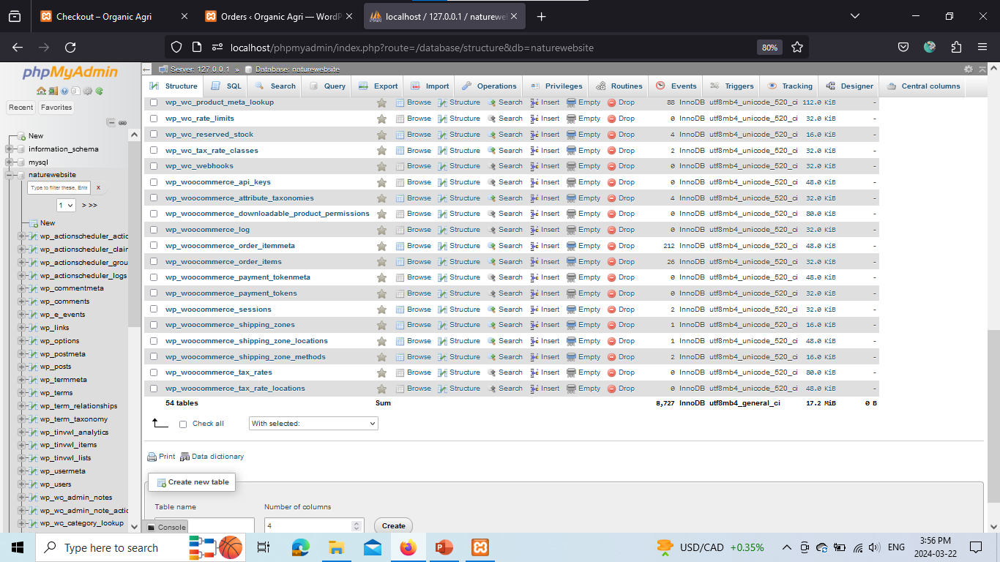 Checkout – Organic Agri
Orders ‹ Organic Agri — WordP
localhost / 127.0.0.1 / naturewel
localhost/phpmyadmin/index.php?route=/database/structure&db=naturewebsite
80%
phpMyAdmin
Recent Favorites
New
information_schema
mysql
naturewebsite
Type to filter these, Ente X
1 > >>
New
wp_actionscheduler_actic
wp_actionscheduler_clain
wp_actionscheduler_grou
wp_actionscheduler_logs
wp_commentmeta
wp_comments
wp_e_events
wp_links
wp_options
wp_postmeta
wp_posts
wp_termmeta
wp_terms
wp_term_relationships
wp_term_taxonomy
wp_tinvwl_analytics
wp_tinvwl_items
wp_tinvwl_lists
wp_usermeta
wp_users
wp_wc_admin_notes
wp_wc_admin_note_actic
wp_wc_category_lookup
Server: 127.0.0.1 » Database: naturewebsite
Structure SQL Search Query Export Import Operations Privileges Routines Events Triggers Tracking Designer Central columns
wp_wc_product_meta_lookup Browse Structure Search Insert Empty Drop 88 InnoDB utf8mb4_unicode_520_ci 112.0 KiB -
wp_wc_rate_limits Browse Structure Search Insert Empty Drop 0 InnoDB utf8mb4_unicode_520_ci 32.0 KiB -
wp_wc_reserved_stock Browse Structure Search Insert Empty Drop 4 InnoDB utf8mb4_unicode_520_ci 16.0 KiB -
wp_wc_tax_rate_classes Browse Structure Search Insert Empty Drop 2 InnoDB utf8mb4_unicode_520_ci 32.0 KiB -
wp_wc_webhooks Browse Structure Search Insert Empty Drop 0 InnoDB utf8mb4_unicode_520_ci 32.0 KiB -
wp_woocommerce_api_keys Browse Structure Search Insert Empty Drop 0 InnoDB utf8mb4_unicode_520_ci 48.0 KiB -
wp_woocommerce_attribute_taxonomies Browse Structure Search Insert Empty Drop 4 InnoDB utf8mb4_unicode_520_ci 32.0 KiB -
wp_woocommerce_downloadable_product_permissions Browse Structure Search Insert Empty Drop 0 InnoDB utf8mb4_unicode_520_ci 80.0 KiB -
wp_woocommerce_log Browse Structure Search Insert Empty Drop 0 InnoDB utf8mb4_unicode_520_ci 32.0 KiB -
wp_woocommerce_order_itemmeta Browse Structure Search Insert Empty Drop 212 InnoDB utf8mb4_unicode_520_ci 48.0 KiB -
wp_woocommerce_order_items Browse Structure Search Insert Empty Drop 26 InnoDB utf8mb4_unicode_520_ci 32.0 KiB -
wp_woocommerce_payment_tokenmeta Browse Structure Search Insert Empty Drop 0 InnoDB utf8mb4_unicode_520_ci 48.0 KiB -
wp_woocommerce_payment_tokens Browse Structure Search Insert Empty Drop 0 InnoDB utf8mb4_unicode_520_ci 32.0 KiB -
wp_woocommerce_sessions Browse Structure Search Insert Empty Drop 2 InnoDB utf8mb4_unicode_520_ci 32.0 KiB -
wp_woocommerce_shipping_zones Browse Structure Search Insert Empty Drop 1 InnoDB utf8mb4_unicode_520_ci 16.0 KiB -
wp_woocommerce_shipping_zone_locations Browse Structure Search Insert Empty Drop 1 InnoDB utf8mb4_unicode_520_ci 48.0 KiB -
wp_woocommerce_shipping_zone_methods Browse Structure Search Insert Empty Drop 2 InnoDB utf8mb4_unicode_520_ci 16.0 KiB -
wp_woocommerce_tax_rates Browse Structure Search Insert Empty Drop 0 InnoDB utf8mb4_unicode_520_ci 80.0 KiB -
wp_woocommerce_tax_rate_locations Browse Structure Search Insert Empty Drop 0 InnoDB utf8mb4_unicode_520_ci 48.0 KiB -
54 tables Sum 8,727 InnoDB utf8mb4_general_ci 17.2 MiB 0 B
Check all With selected:
Print Data dictionary
Create new table
Table name Number of columns
4 Create
Console
Type here to search
USD/CAD +0.35%
ENG
3:56 PM
2024-03-22